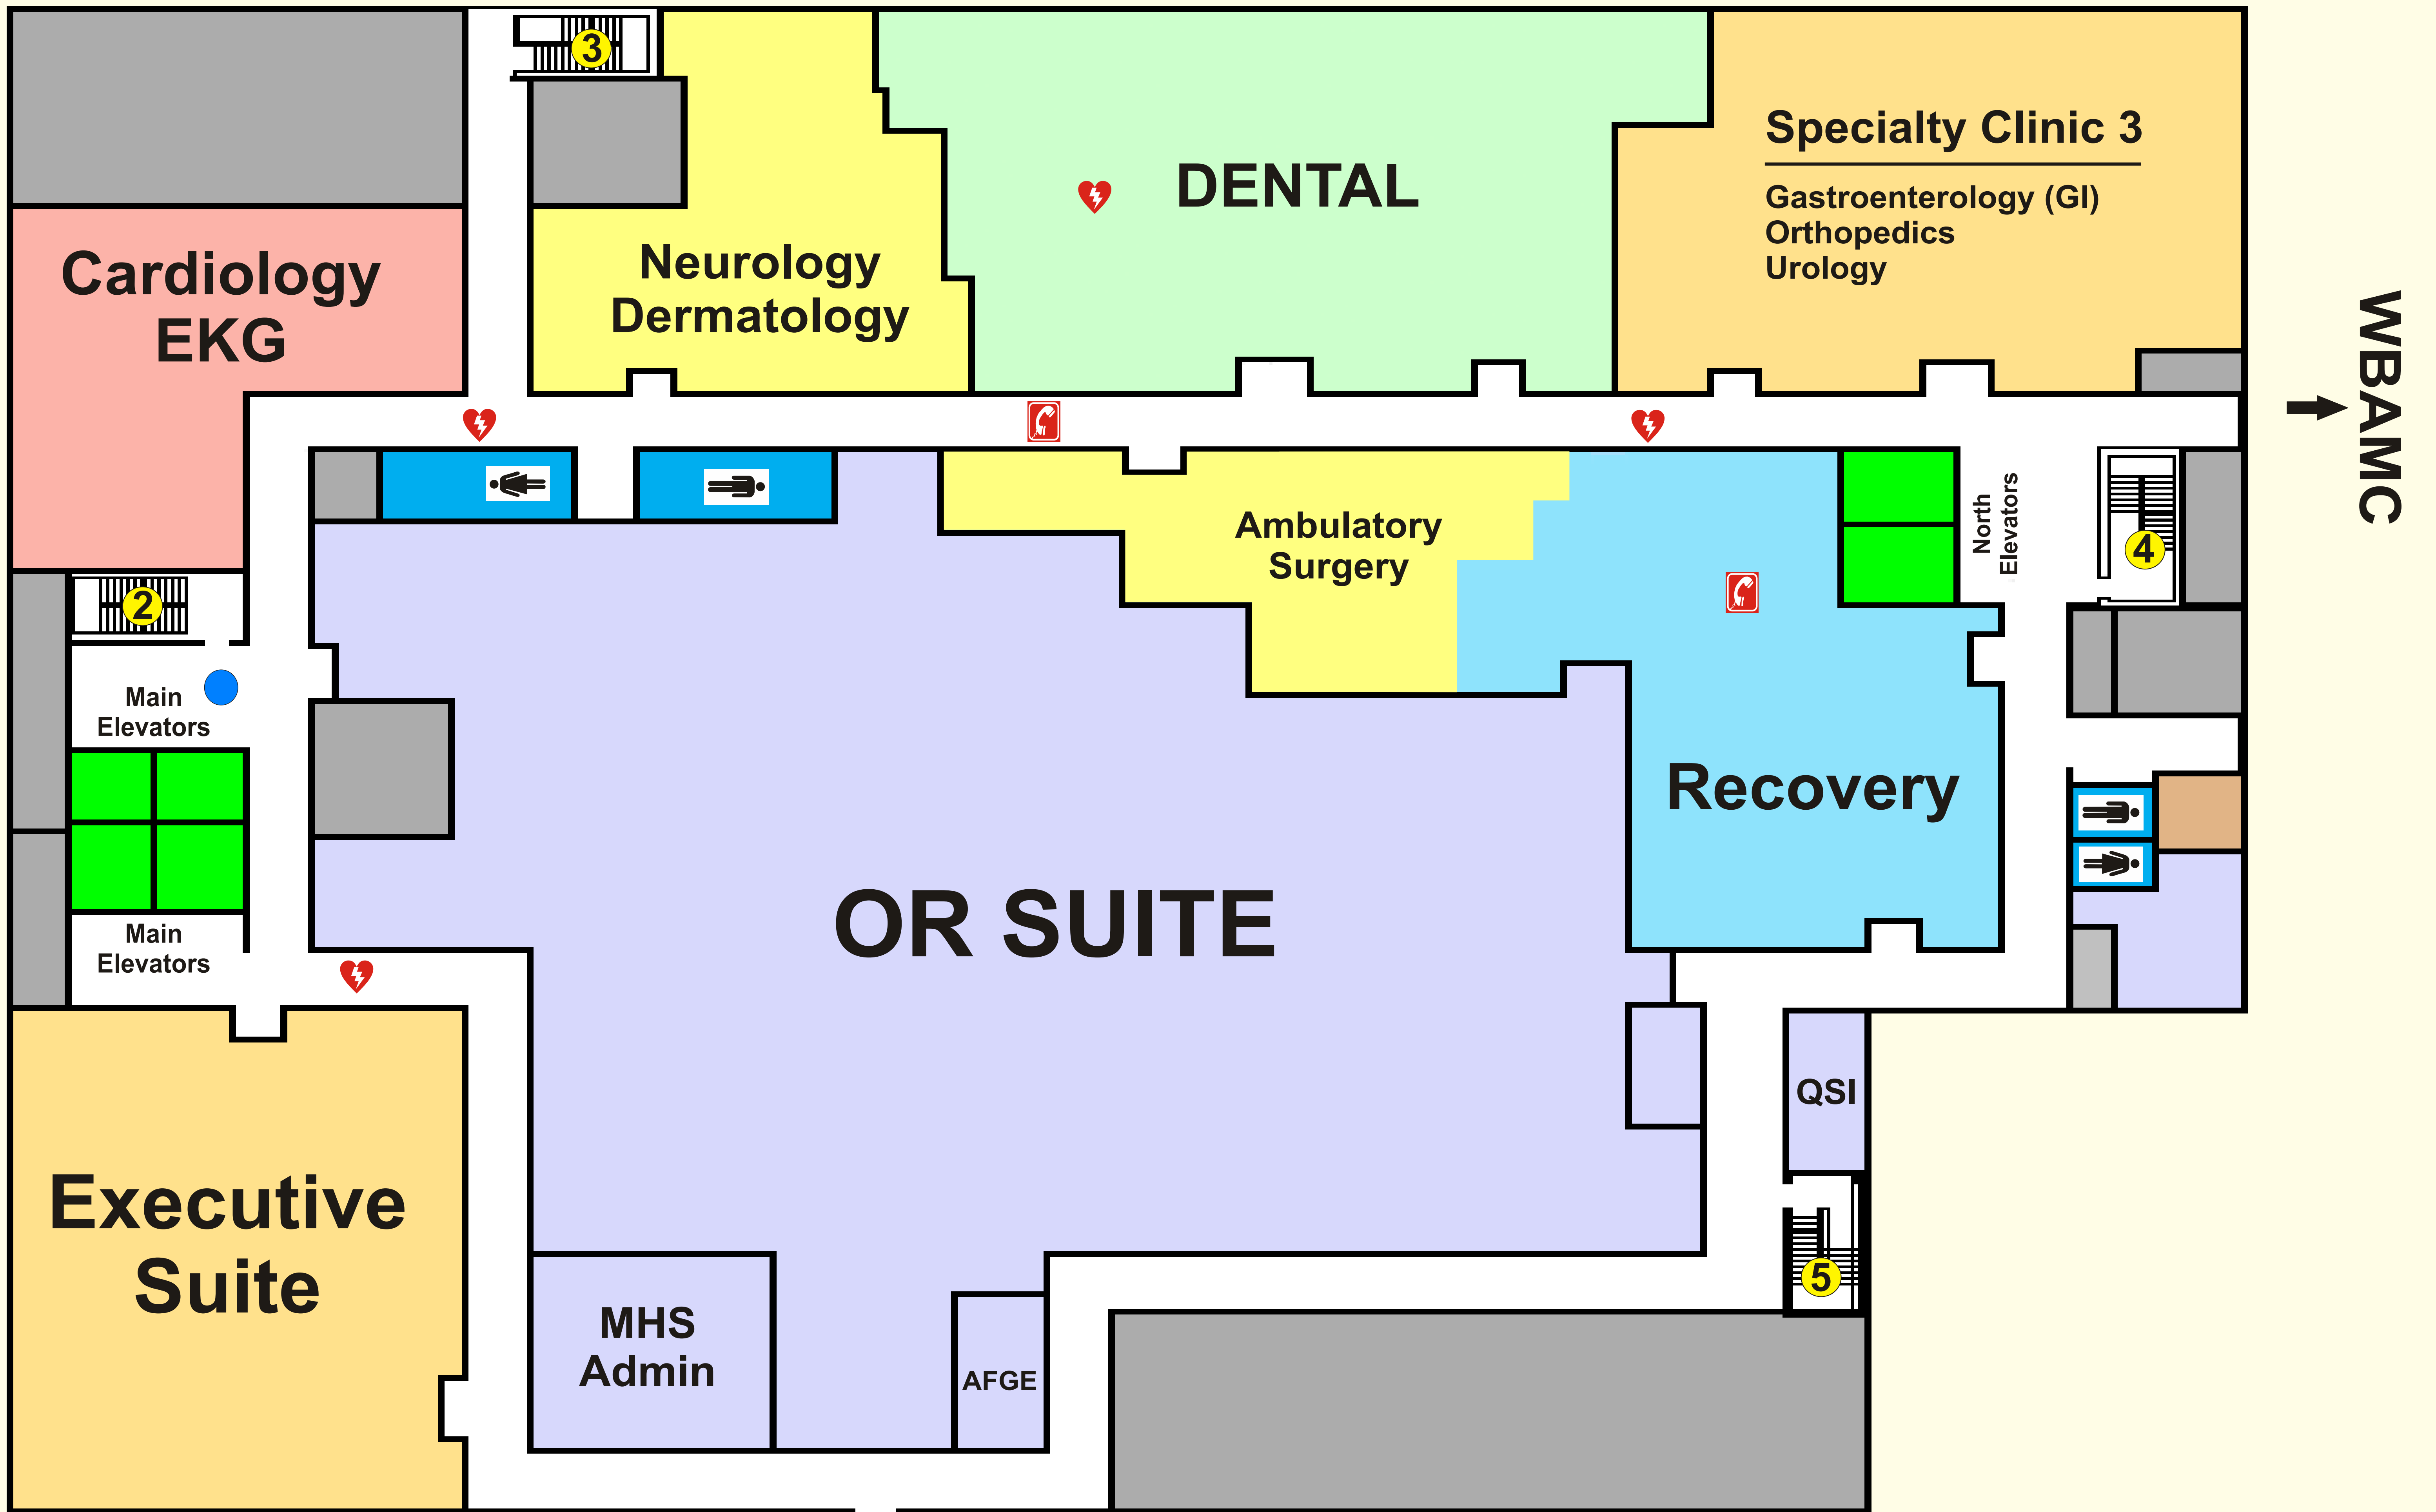 3
Specialty Clinic 3
Gastroenterology (GI)
Orthopedics
Urology
DENTAL
Neurology
Dermatology
Cardiology
EKG
WBAMC
North
Elevators
4
Ambulatory
Surgery
2
Main
Elevators
Recovery
OR SUITE
Main
Elevators
QSI
Executive
Suite
5
MHS
Admin
AFGE